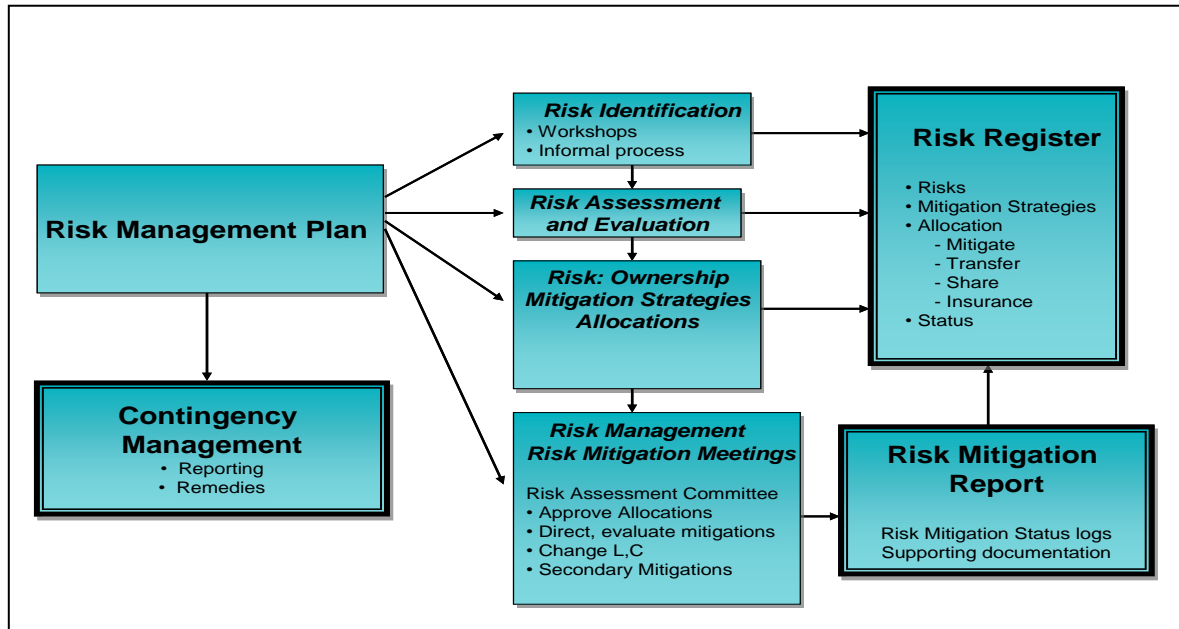 Risk Management Plan
Contingency
Management
• Reporting
• Remedies
Risk Identification
• Workshops
• Informal process
Risk Assessment
and Evaluation
Risk: Ownership
Mitigation Strategies
Allocations
Risk Management
Risk Mitigation Meetings
Risk Assessment Committee
• Approve Allocations
• Direct, evaluate mitigations
• Change L,C
• Secondary Mitigations
Risk Register
• Risks
• Mitigation Strategies
• Allocation
- Mitigate
- Transfer
- Share
- Insurance
• Status
Risk Mitigation
Report
Risk Mitigation Status logs
Supporting documentation